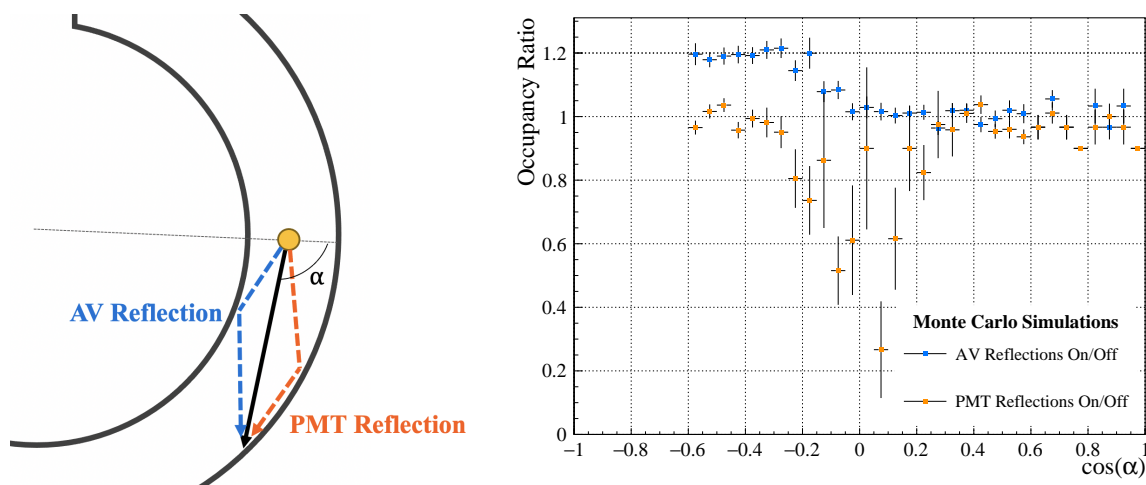 α
AV Reflection
PMT Reflection
Occupancy Ratio
1.2
1
0.8
0.6
0.4
0.2
0
−1 −0.8 −0.6 −0.4 −0.2 0 0.2 0.4 0.6 0.8 1
cos(α)
Monte Carlo Simulations
AV Reflections On/Off
PMT Reflections On/Off